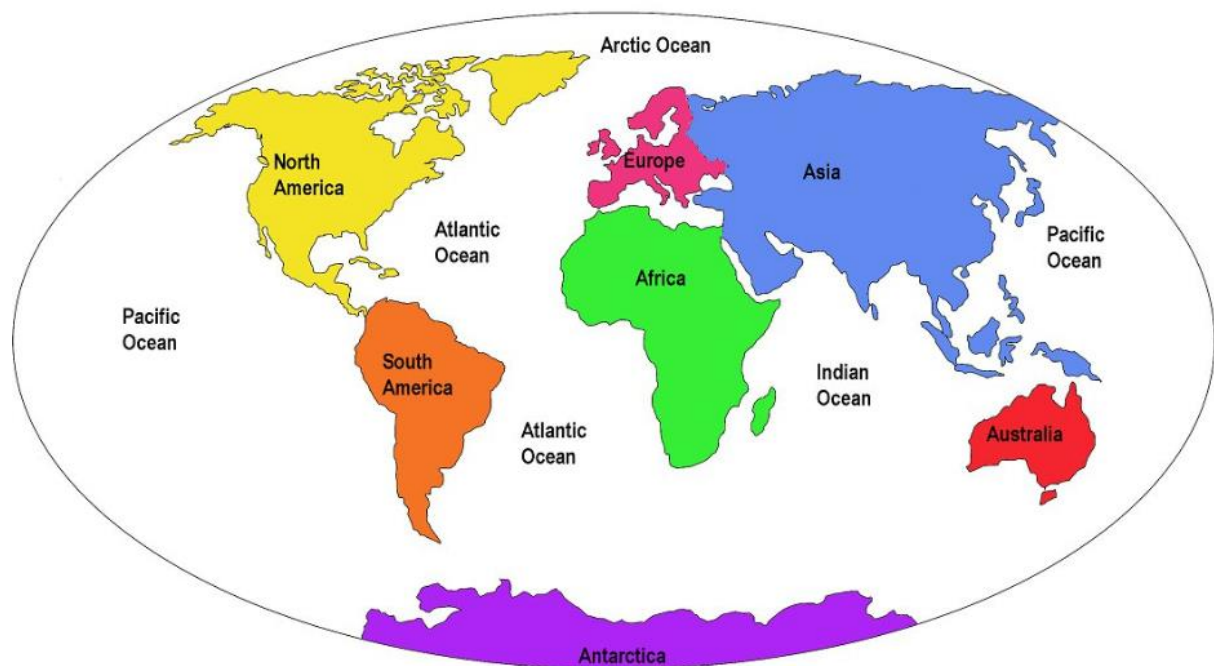 Arctic Ocean
North
America
Europe
Asia
Atlantic
Ocean
Pacific
Ocean
Africa
Pacific
Ocean
South
America
Indian
Ocean
Atlantic
Ocean
Australia
Antarctica